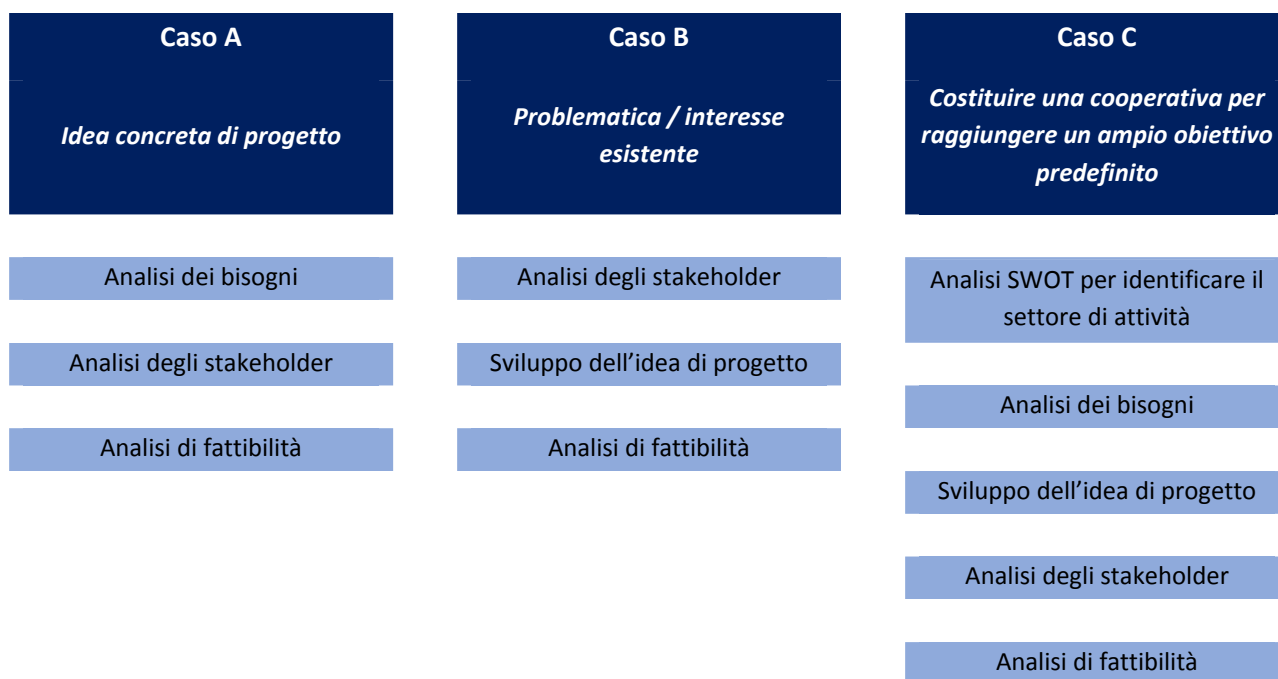 Caso A
Idea concreta di progetto
Analisi dei bisogni
Analisi degli stakeholder
Analisi di fattibilità
Caso B
Problematica / interesse
esistente
Analisi degli stakeholder
Sviluppo dell’idea di progetto
Analisi di fattibilità
Caso C
Costituire una cooperativa per
raggiungere un ampio obiettivo
predefinito
Analisi SWOT per identificare il
settore di attività
Analisi dei bisogni
Sviluppo dell’idea di progetto
Analisi degli stakeholder
Analisi di fattibilità